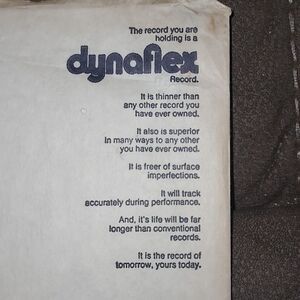 The record you are
holding is a
dynaflex
Record.
It is thinner than
any other record you
have ever owned.
It also is superior
In many ways to any other
you have ever owned.
It is freer of surface
imperfections.
It will track
accurately during performance.
And, it's life will be far
longer than conventional
records.
It is the record of
tomorrow, yours today.